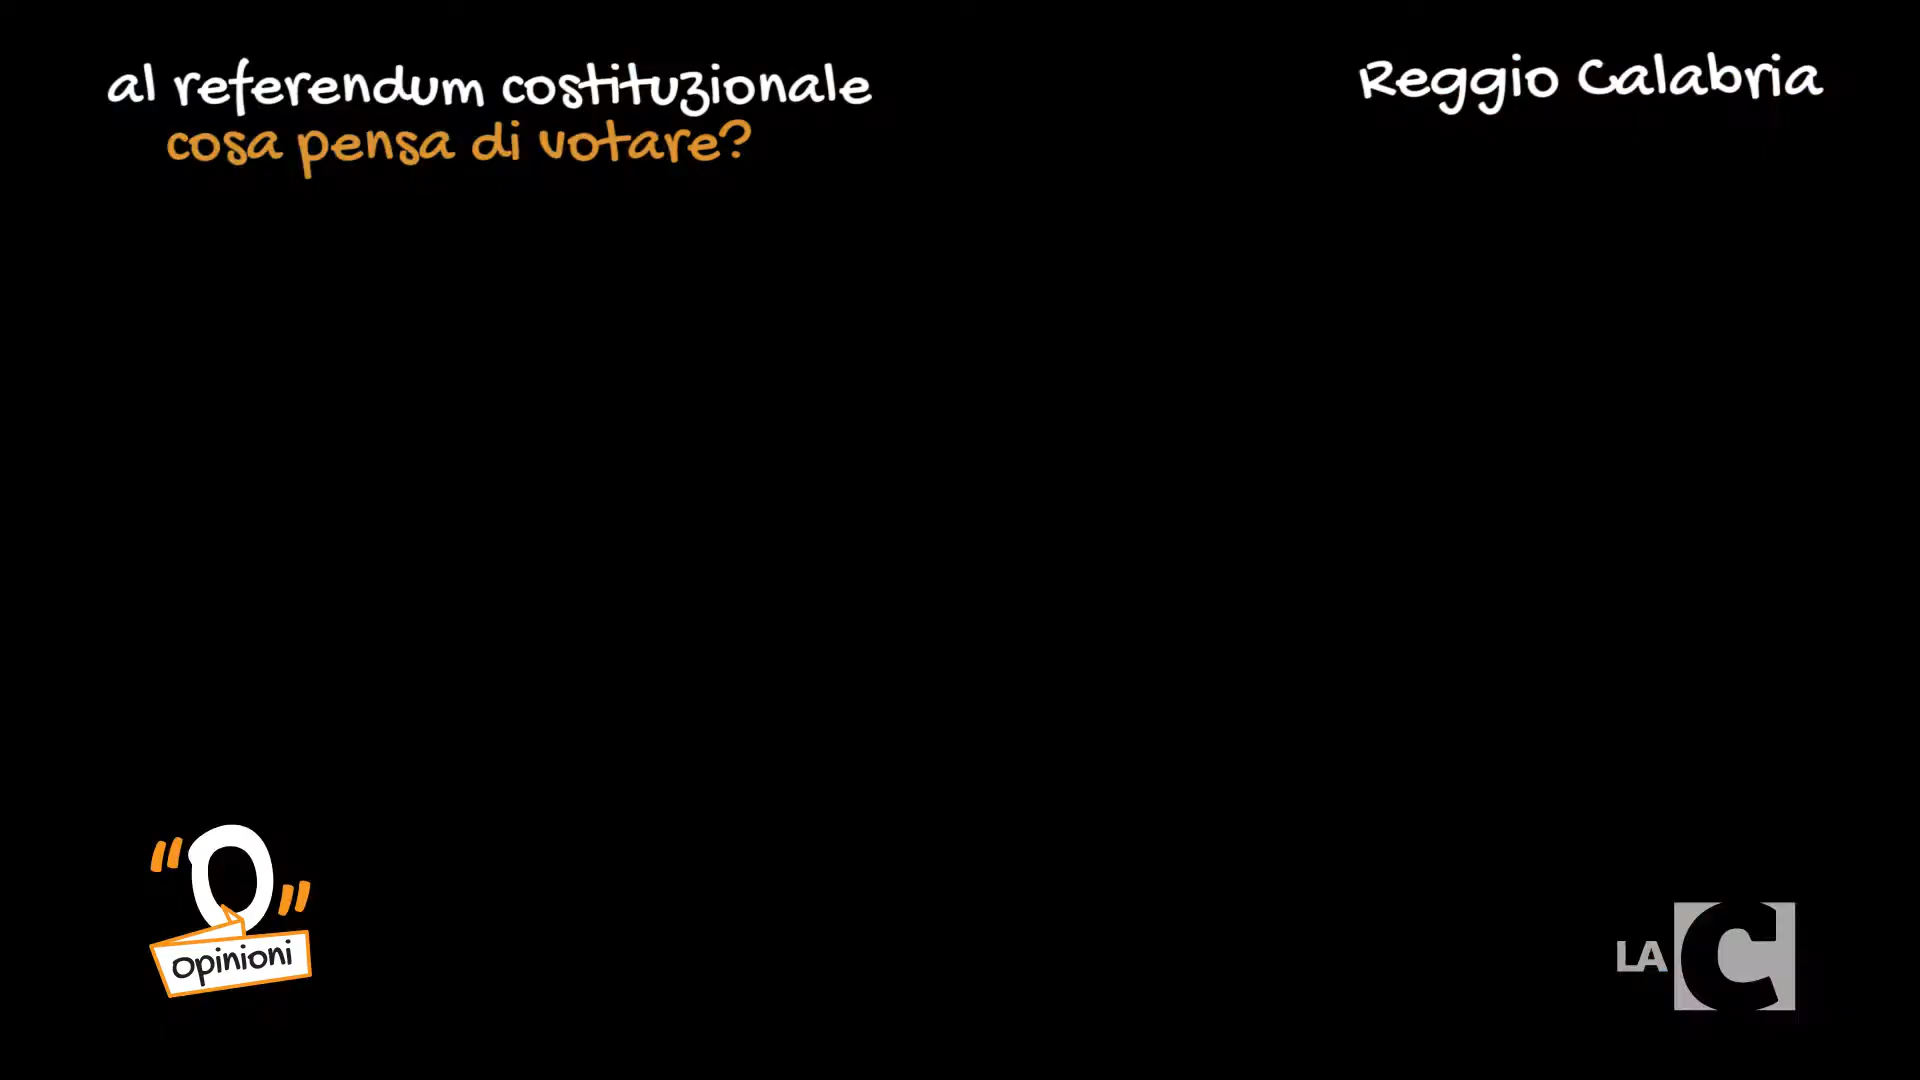 al referendum costituzionale
cosa pensa di votare?
Reggio Calabria
"O"
opinioni
LA C